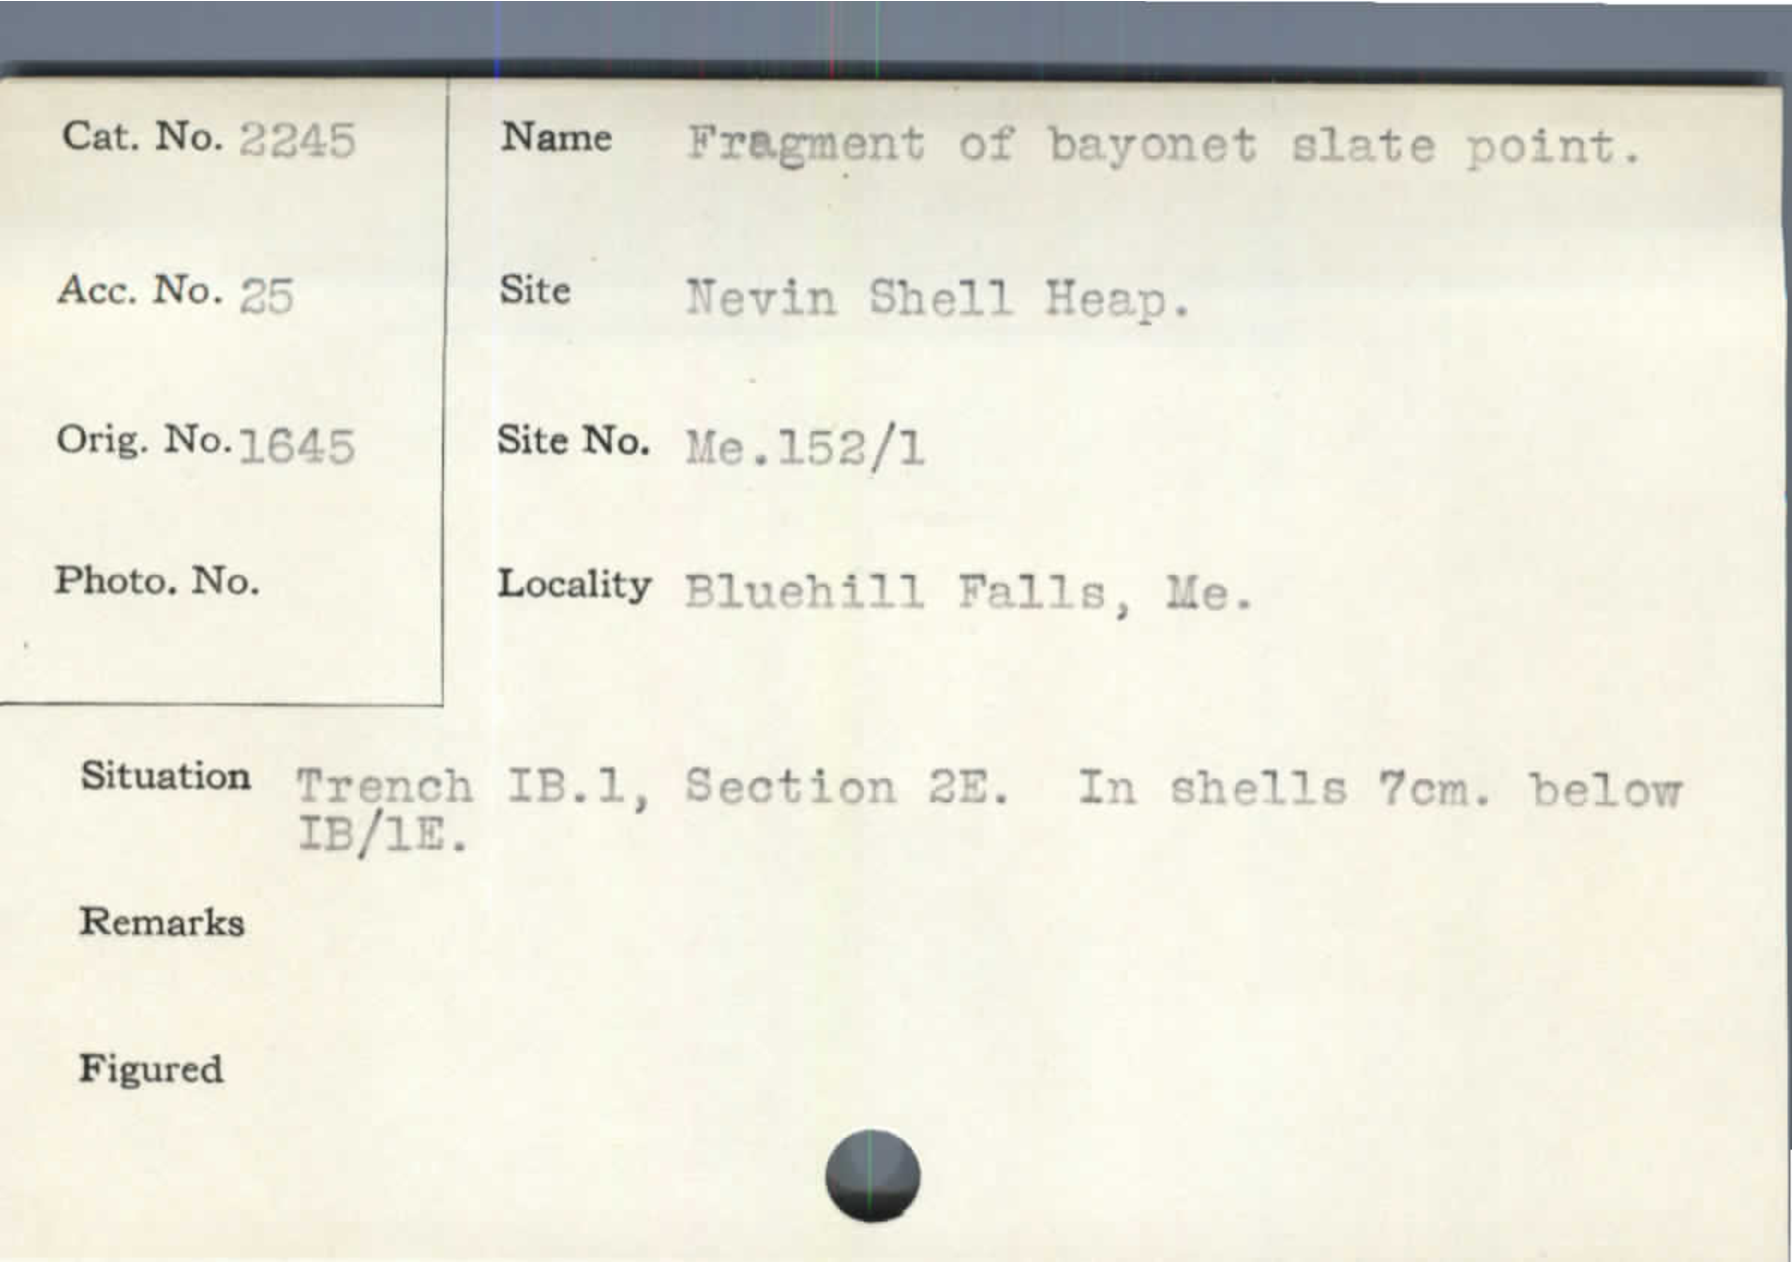 Cat. No. 2245
Name Fragment of bayonet slate point.
Acc. No. 25
Site Nevin Shell Heap.
Orig. No. 1645
Site No. Me.152/1
Photo. No.
Locality Bluehill Falls, Me.
Situation Trench IB.1, Section 2E. In shells 7cm. below
IB/1E.
Remarks
Figured